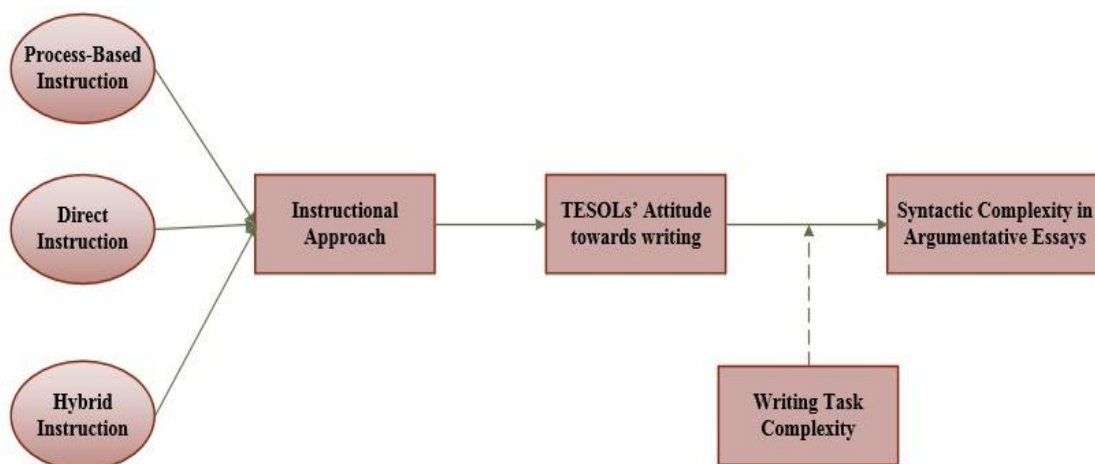 Process-Based
Instruction
Direct
Instruction
Hybrid
Instruction
Instructional
Approach
TESOLs' Attitude
towards writing
Syntactic Complexity in
Argumentative Essays
Writing Task
Complexity